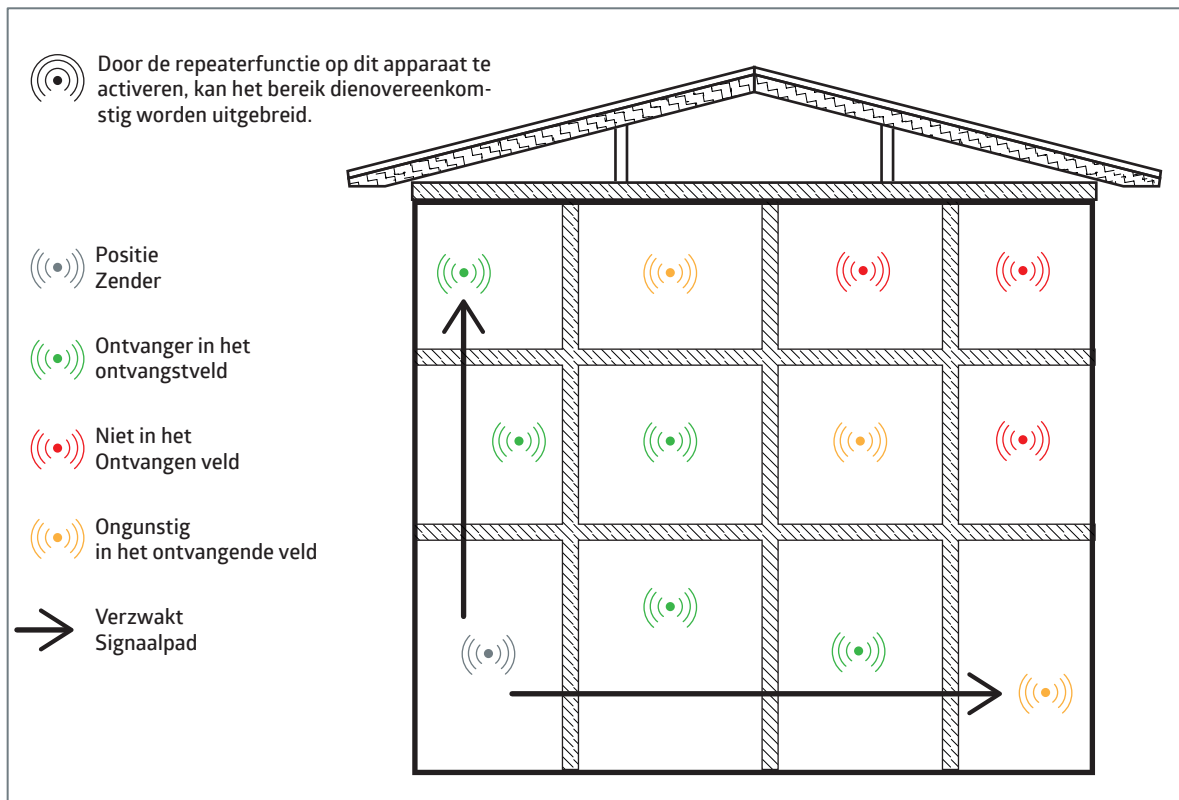 Door de repeaterfunctie op dit apparaat te
activeren, kan het bereik dienovereenkom-
stig worden uitgebreid.
Positie
Zender
Ontvanger in het
ontvangstveld
Niet in het
Ontvangen veld
Ongunstig
in het ontvangende veld
Verzwakt
Signaalpad